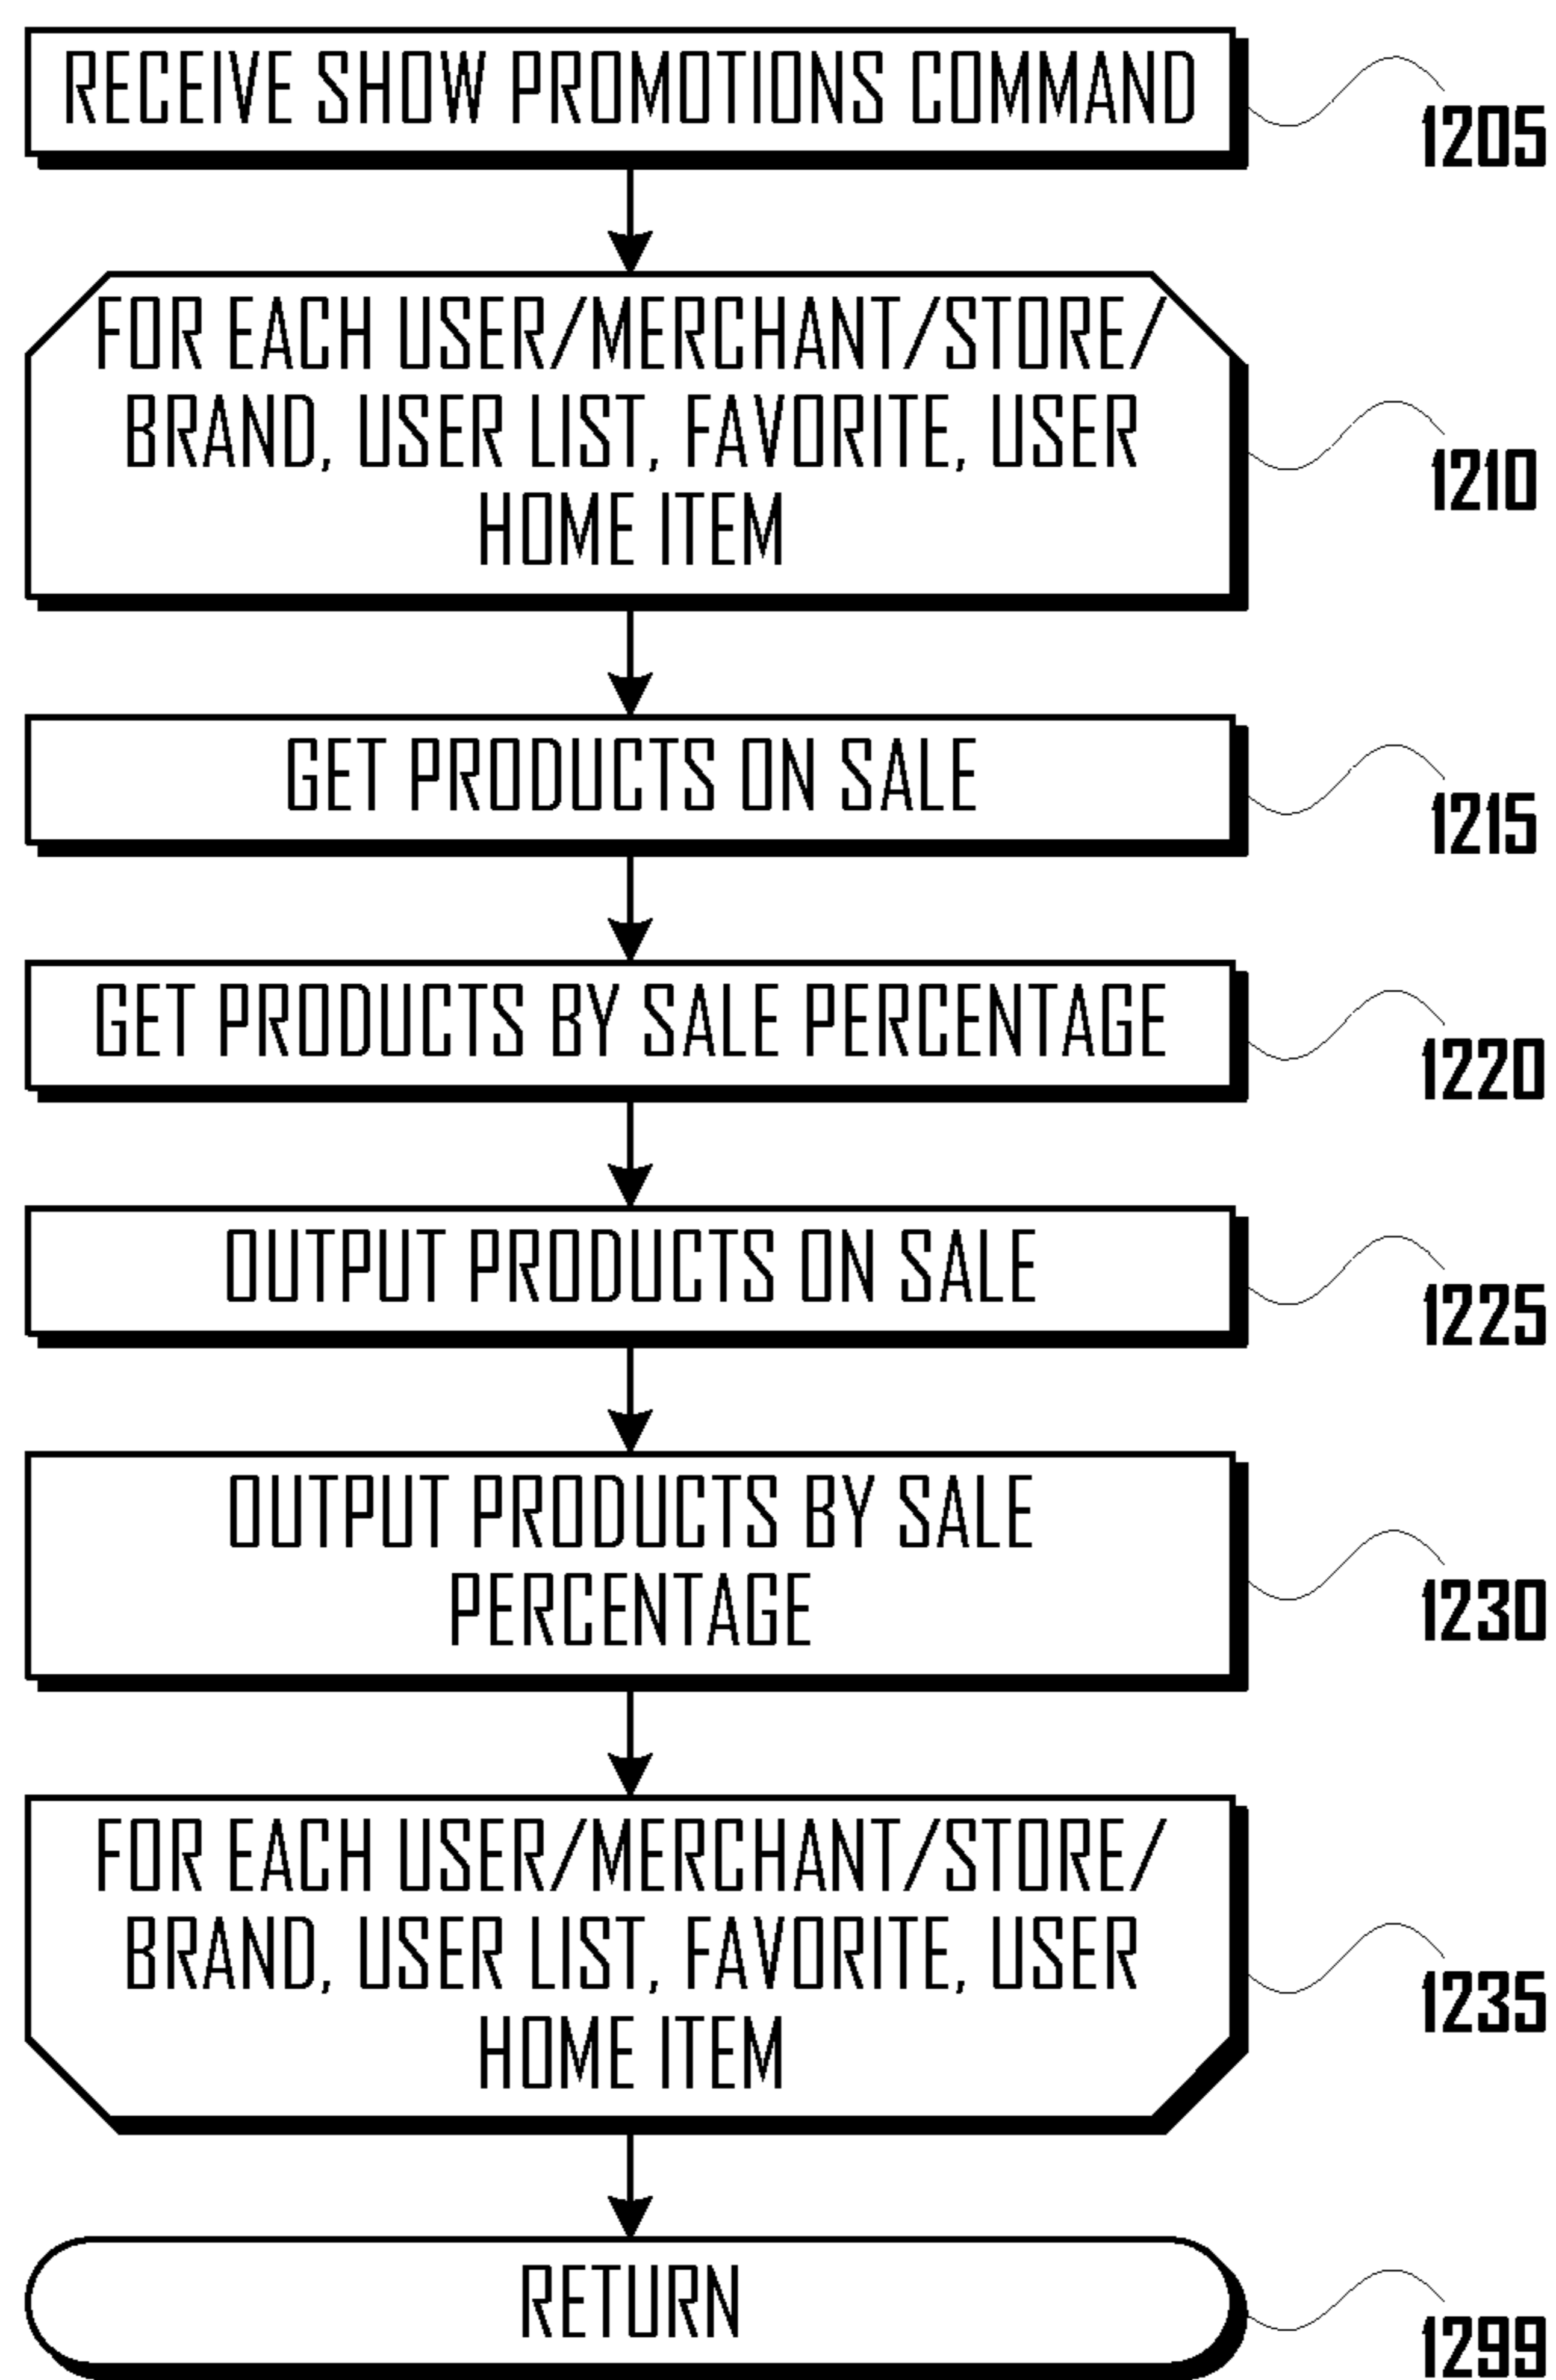 RECEIVE SHOW PROMOTIONS COMMAND
1205
FOR EACH USER/MERCHANT/STORE/
BRAND, USER LIST, FAVORITE, USER
HOME ITEM
1210
GET PRODUCTS ON SALE
1215
GET PRODUCTS BY SALE PERCENTAGE
1220
OUTPUT PRODUCTS ON SALE
1225
OUTPUT PRODUCTS BY SALE
PERCENTAGE
1230
FOR EACH USER/MERCHANT/STORE/
BRAND, USER LIST, FAVORITE, USER
HOME ITEM
1235
RETURN
1299